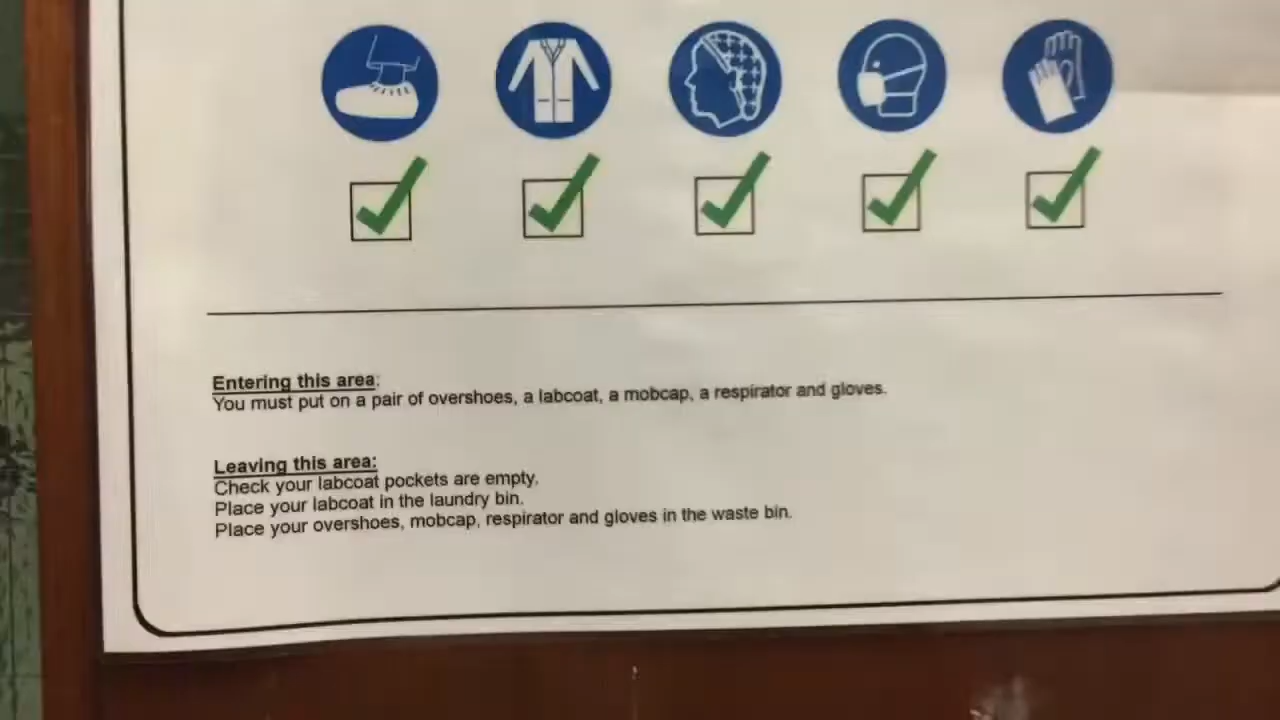 Entering this area:
You must put on a pair of overshoes, a labcoat, a mobcap, a respirator and gloves.
Leaving this area:
Check your labcoat pockets are empty.
Place your labcoat in the laundry bin.
Place your overshoes, mobcap, respirator and gloves in the waste bin.